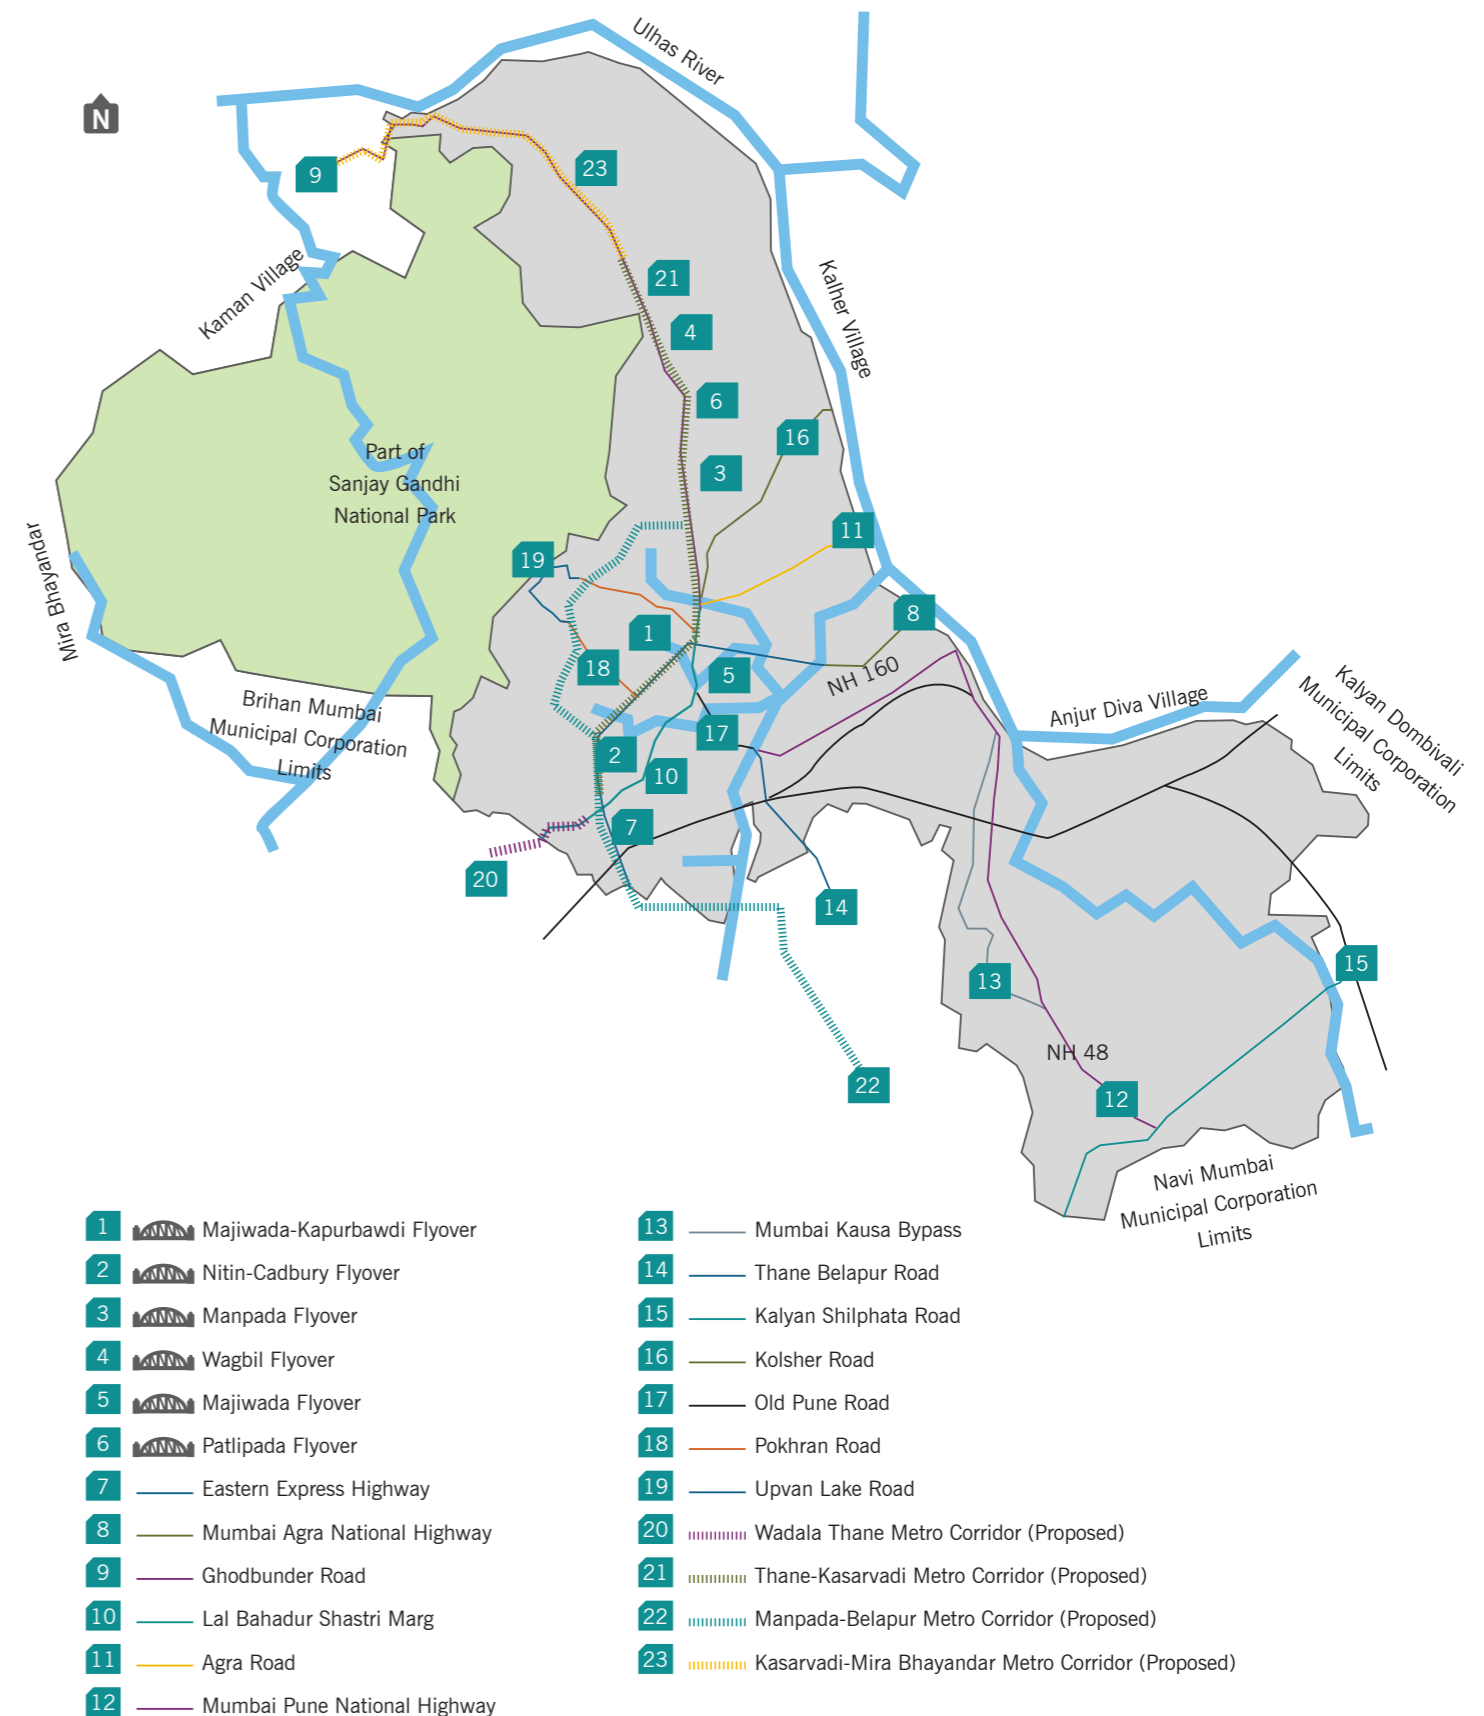 Ulhas River
N
9
23
21
Kaman Village
4
Kalher Village
6
16
3
Part of
Sanjay Gandhi
National Park
11
19
Mira Bhayandar
8
1
18
5
NH 160
Brihan Mumbai
Municipal Corporation
Limits
Anjur Diva Village
Kalyan Dombivali
Municipal Corporation
Limits
17
2
10
7
20
14
13
15
NH 48
22
12
Navi Mumbai
Municipal Corporation
Limits
1 Majiwada-Kapurbawdi Flyover
2 Nitin-Cadbury Flyover
3 Manpada Flyover
4 Wagbil Flyover
5 Majiwada Flyover
6 Patlipada Flyover
7 Eastern Express Highway
8 Mumbai Agra National Highway
9 Ghodbunder Road
10 Lal Bahadur Shastri Marg
11 Agra Road
12 Mumbai Pune National Highway
13 Mumbai Kausa Bypass
14 Thane Belapur Road
15 Kalyan Shilphata Road
16 Kolsher Road
17 Old Pune Road
18 Pokhran Road
19 Upvan Lake Road
20 Wadala Thane Metro Corridor (Proposed)
21 Thane-Kasarvadi Metro Corridor (Proposed)
22 Manpada-Belapur Metro Corridor (Proposed)
23 Kasarvadi-Mira Bhayandar Metro Corridor (Proposed)